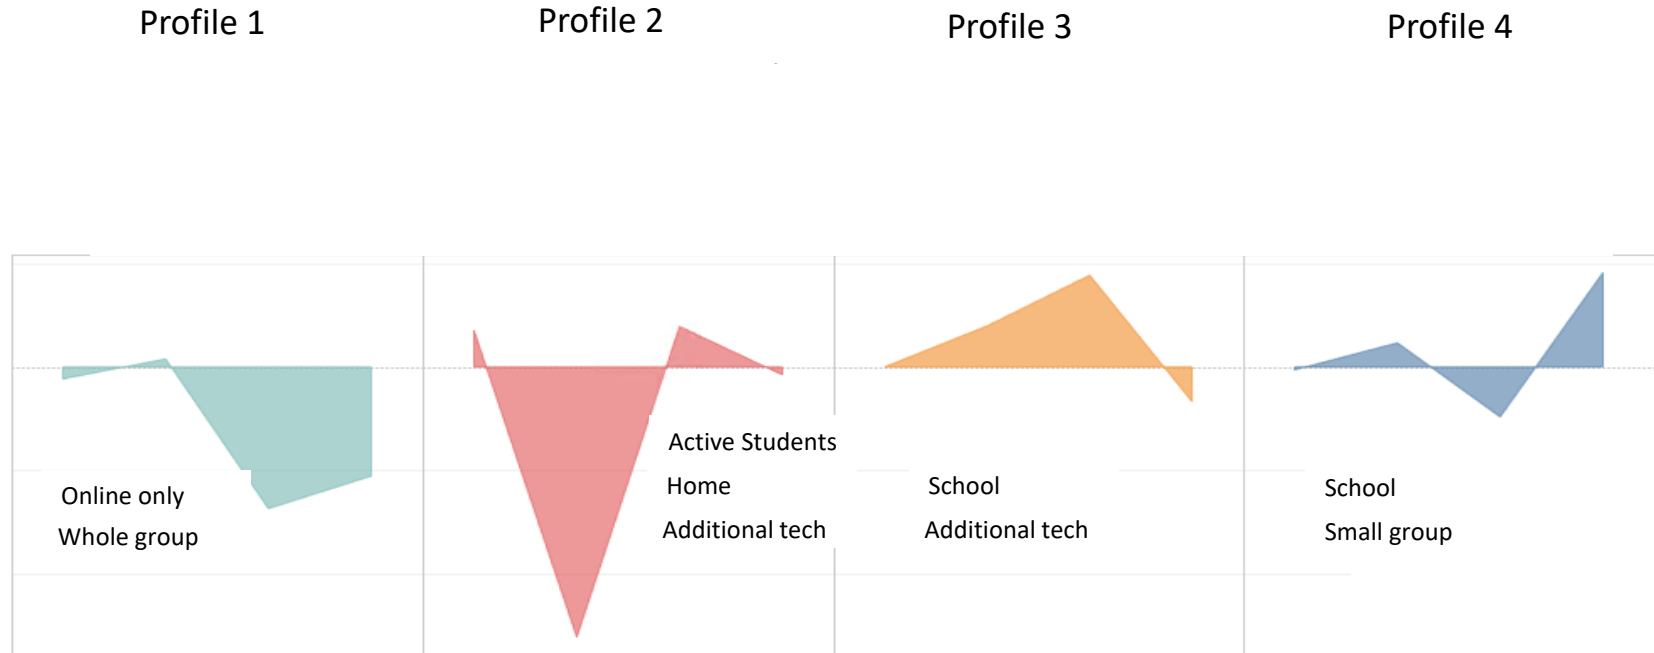 Profile 1
Profile 2
Profile 3
Profile 4
Online only
Whole group
Active Students
Home
Additional tech
School
Additional tech
School
Small group